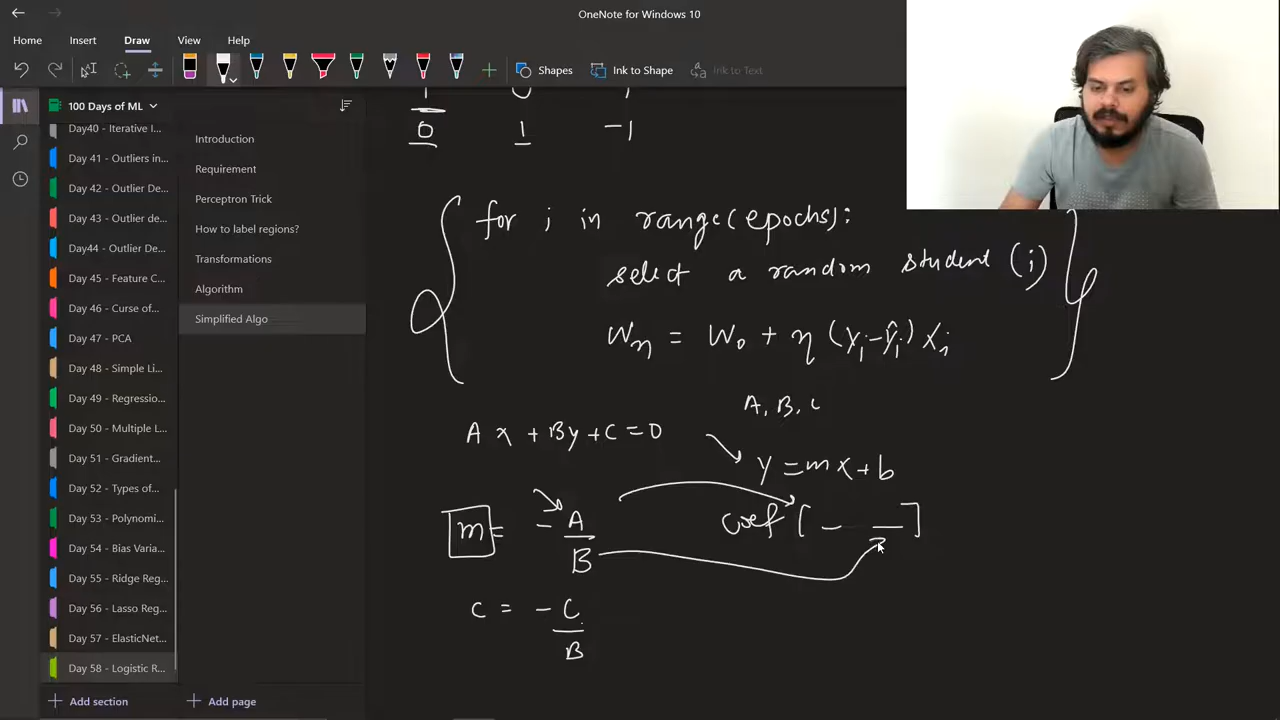 OneNote for Windows 10
Home Insert Draw View Help
Shapes Ink to Shape Ink to Text
100 Days of ML
Day40 - Iterative I...
Day 41 - Outliers in...
Day 42 - Outlier De...
Day 43 - Outlier de...
Day44 - Outlier De...
Day 45 - Feature C...
Day 46 - Curse of...
Day 47 - PCA
Day 48 - Simple Li...
Day 49 - Regressio...
Day 50 - Multiple L...
Day 51 - Gradient...
Day 52 - Types of...
Day 53 - Polynomi...
Day 54 - Bias Varia...
Day 55 - Ridge Reg...
Day 56 - Lasso Reg...
Day 57 - ElasticNet...
Day 58 - Logistic R...
Add section
Introduction
Requirement
Perceptron Trick
How to label regions?
Transformations
Algorithm
Simplified Algo
Add page
0 1 -1
for i in range(epochs):
select a random student (i)
Wn = Wo + η (yi-ŷi) xi
A, B, C
Ax + By + C = 0
y = mx + b
m = - A
B
coef [ - - ]
c = - C
B